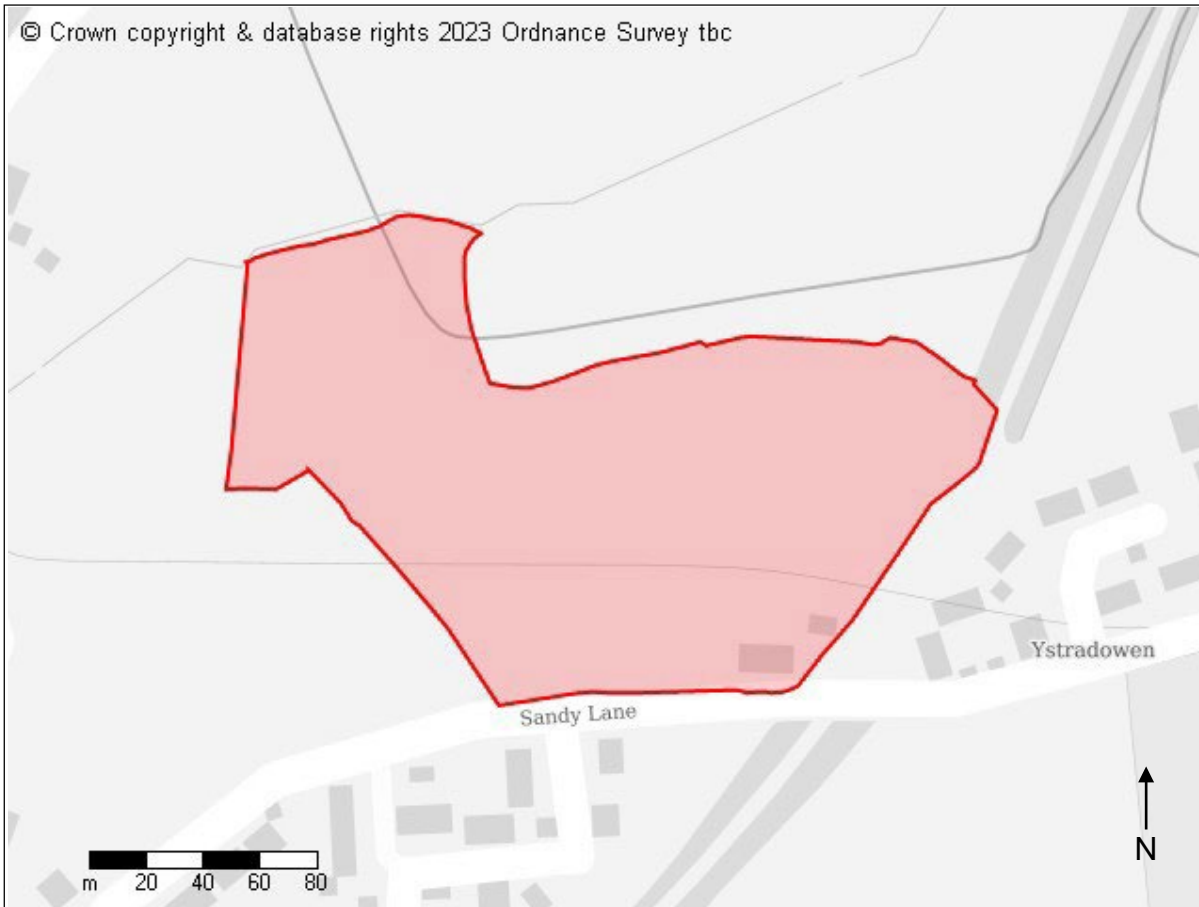 © Crown copyright & database rights 2023 Ordnance Survey tbc
Ystradowen
Sandy Lane
N
m 20 40 60 80